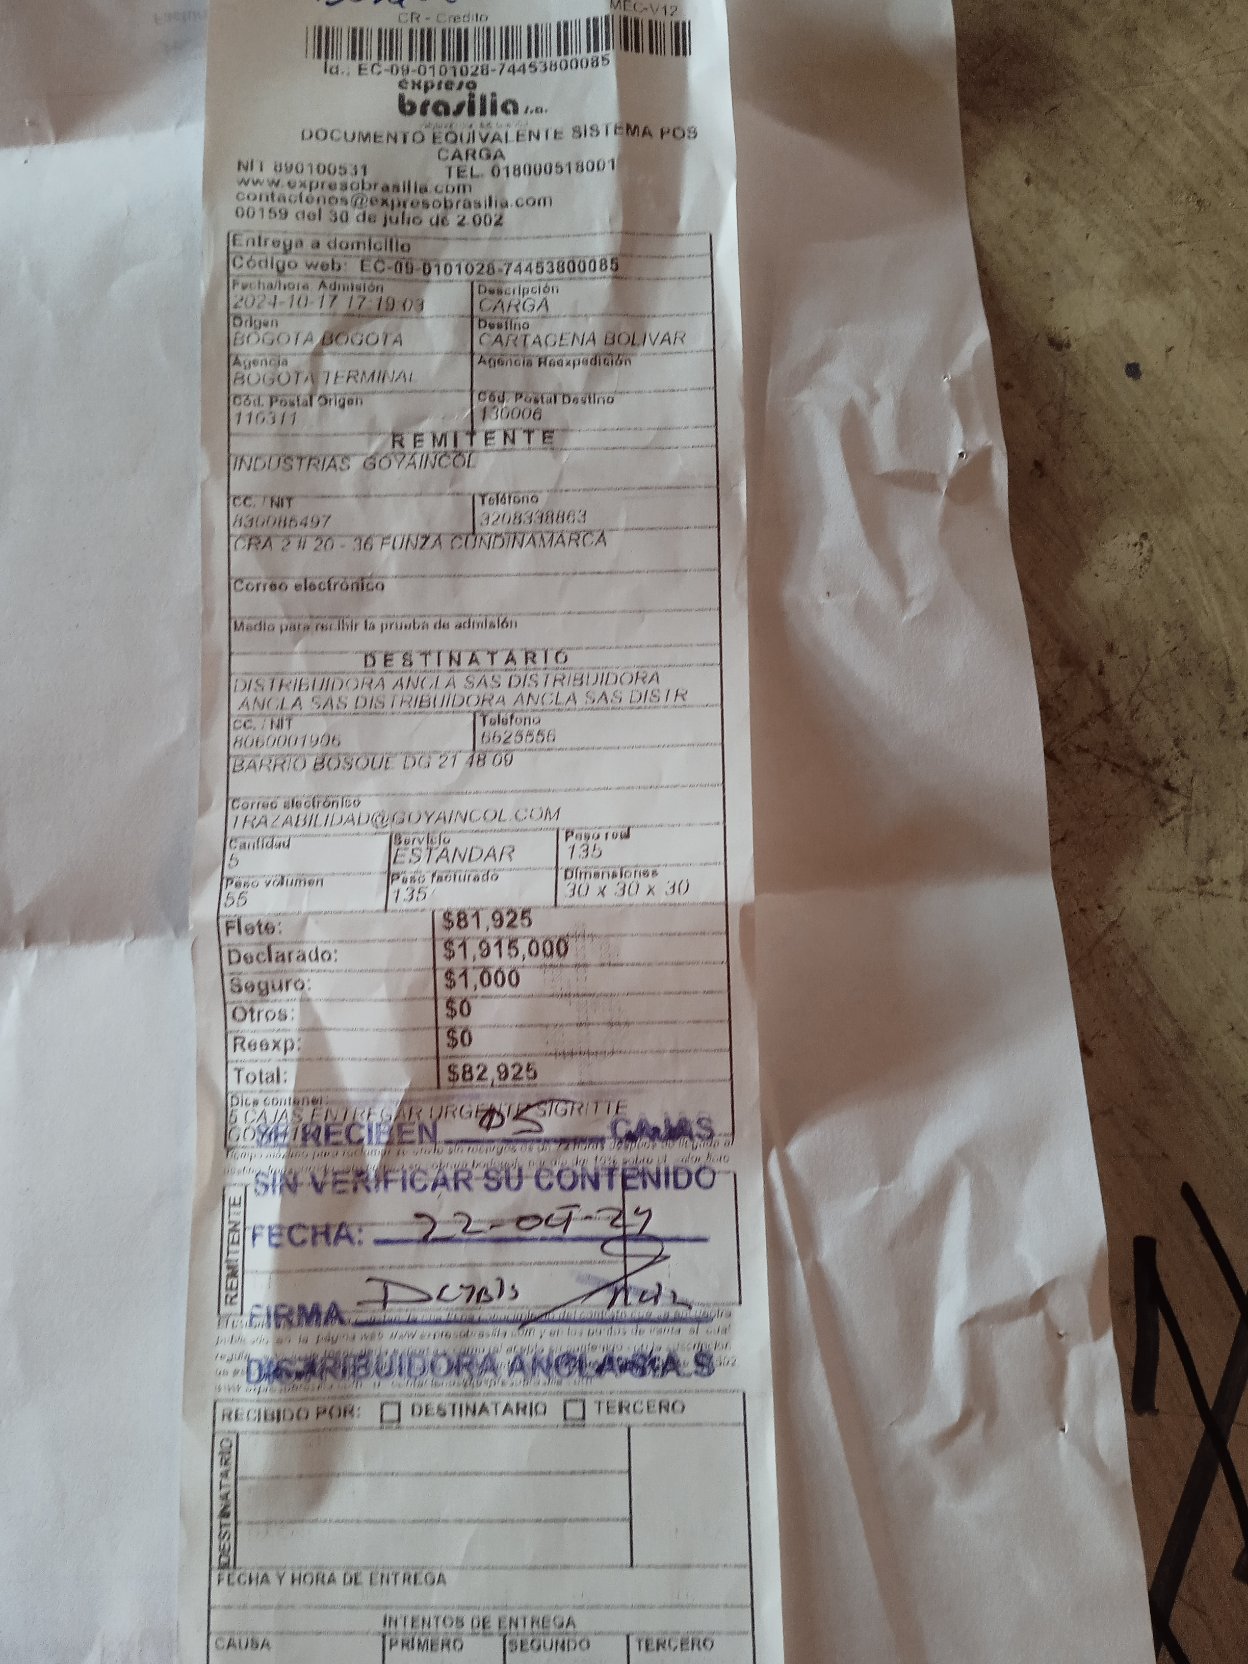 CR - Credito
MEC-V12
Id.: EC-09-0101028-74453800085
expreso
brasilia s.a.
DOCUMENTO EQUIVALENTE SISTEMA POS
CARGA
NIT 890100531 TEL. 018000518001
www.expresobrasilia.com
contactenos@expresobrasilia.com
00159 del 30 de julio de 2.002
Entrega a domicilio
Código web: EC-09-0101028-74453800085
Fecha/hora Admisión Descripción
2024-10-17 17:19:03 CARGA
Origen Destino
BOGOTA BOGOTA CARTAGENA BOLIVAR
Agencia Agencia Reexpedición
BOGOTA TERMINAL
Cód. Postal Origen Cód. Postal Destino
110311 130006
REMITENTE
INDUSTRIAS GOYAINCOL
CC. / NIT Teléfono
830086497 3208338863
CRA 2 # 20 - 36 FUNZA CUNDINAMARCA
Correo electrónico
Medio para recibir la prueba de admisión
DESTINATARIO
DISTRIBUIDORA ANGLA SAS DISTRIBUIDORA
ANGLA SAS DISTRIBUIDORA ANGLA SAS DISTR
CC. / NIT Teléfono
8060001906 6625556
BARRIO BOSQUE DG 21 48 09
Correo electrónico
TRAZABILIDAD@GOYAINCOL.COM
Cantidad Servicio Peso real
5 ESTANDAR 135
Peso volumen Peso facturado Dimensiones
55 135 30 x 30 x 30
Flete: $81,925
Declarado: $1,915,000
Seguro: $1,000
Otros: $0
Reexp: $0
Total: $82,925
Dice contener:
5 CAJAS ENTREGAR URGENTE SIGRITTE
SE RECIBEN 05 CAJAS
SIN VERIFICAR SU CONTENIDO
REMITENTE
FECHA: 22-OCT-24
FIRMA
DISTRIBUIDORA ANGLA S.A.S
RECIBIDO POR: DESTINATARIO TERCERO
DESTINATARIO
FECHA Y HORA DE ENTREGA
INTENTOS DE ENTREGA
CAUSA PRIMERO SEGUNDO TERCERO